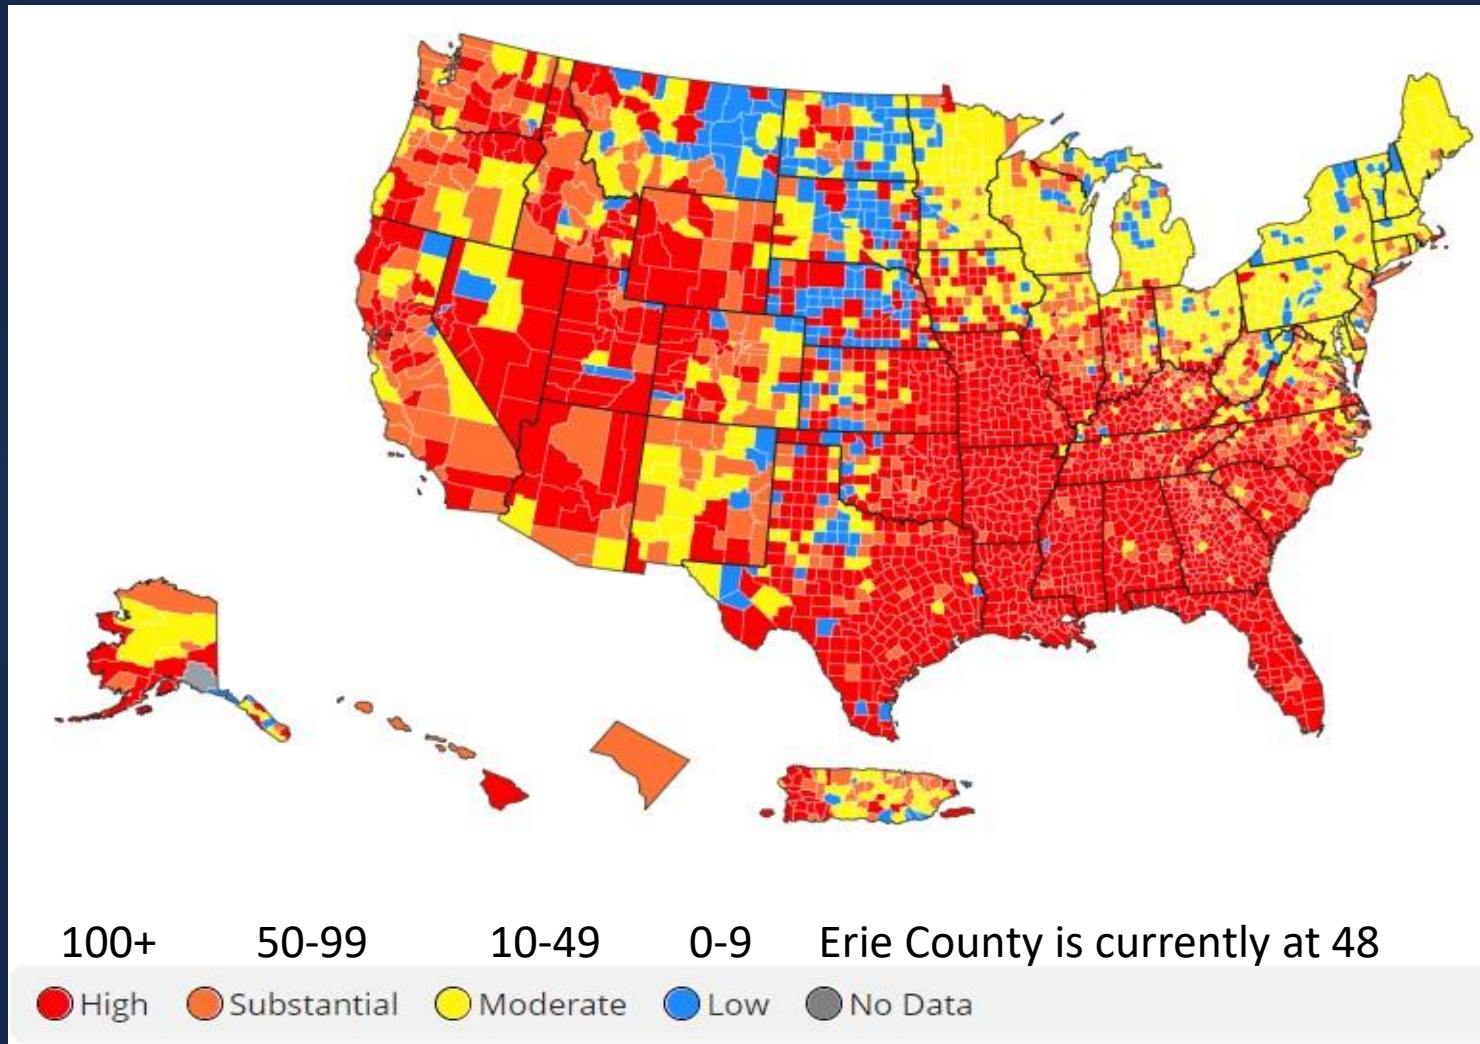 100+ 50-99 10-49 0-9 Erie County is currently at 48
High Substantial Moderate Low No Data